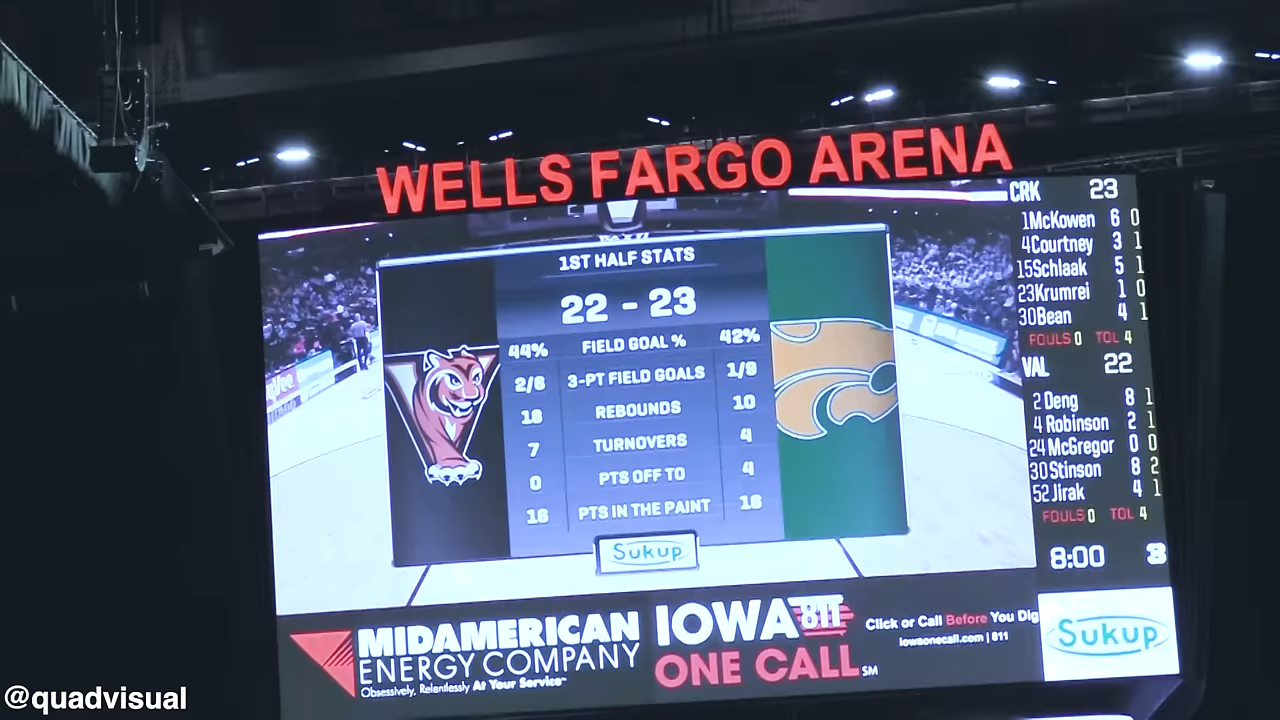 WELLS FARGO ARENA
1ST HALF STATS
22 - 23
44% FIELD GOAL % 42%
2/6 3-PT FIELD GOALS 1/9
18 REBOUNDS 10
7 TURNOVERS 4
0 PTS OFF TO 4
16 PTS IN THE PAINT 16
Sukup
CRK 23
1 McKowen 6 0
4 Courtney 3 1
15 Schlaak 5 1
23 Krumrei 1 0
30 Bean 4 1
FOULS 0 TOL 4
VAL 22
2 Deng 8 1
4 Robinson 2 1
24 McGregor 0 0
30 Stinson 8 2
52 Jirak 4 1
FOULS 0 TOL 4
8:00 3
Sukup
MIDAMERICAN
ENERGY COMPANY
Obsessively, Relentlessly At Your Service
IOWA 811
ONE CALL SM
Click or Call Before You Dig
iowaonecall.com | 811
@quadvisual